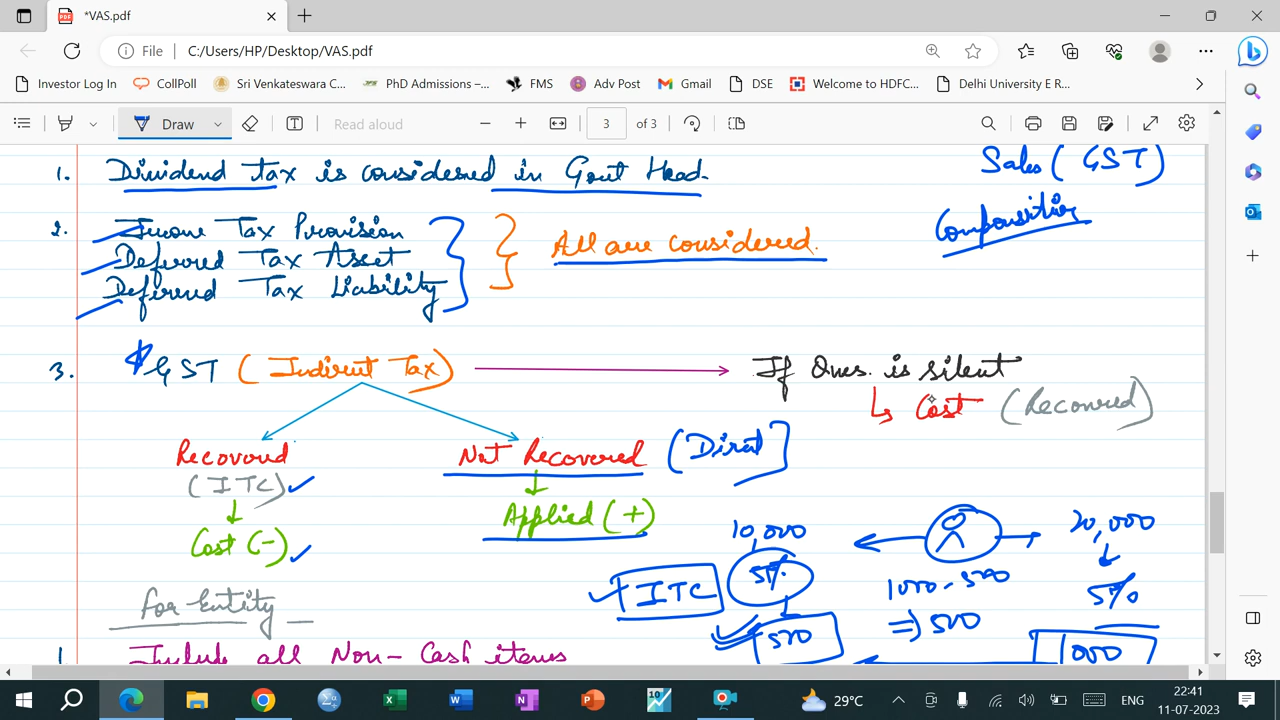 *VAS.pdf
File C:/Users/HP/Desktop/VAS.pdf
Investor Log In CollPoll Sri Venkateswara C... PhD Admissions –... FMS Adv Post Gmail DSE Welcome to HDFC... Delhi University E R...
Draw Read aloud 3 of 3
1. Dividend tax is considered in Govt Head.
Sales (GST)
Composition
2. Income Tax Provision
Deferred Tax Asset
Deferred Tax Liability
All are considered.
3. GST (Indirect Tax) If Ques. is silent
↳ Cost (Recovered)
Recovered
(ITC) ✓
↓
Cost (-) ✓
Not Recovered (Direct]
↓
Applied (+)
10,000 20,000
5% ↓
+ ITC 1000 - 500 5%
500 ⇒ 500 1000
For Entity
1. Include all Non-Cash items
29°C ENG 22:41
11-07-2023